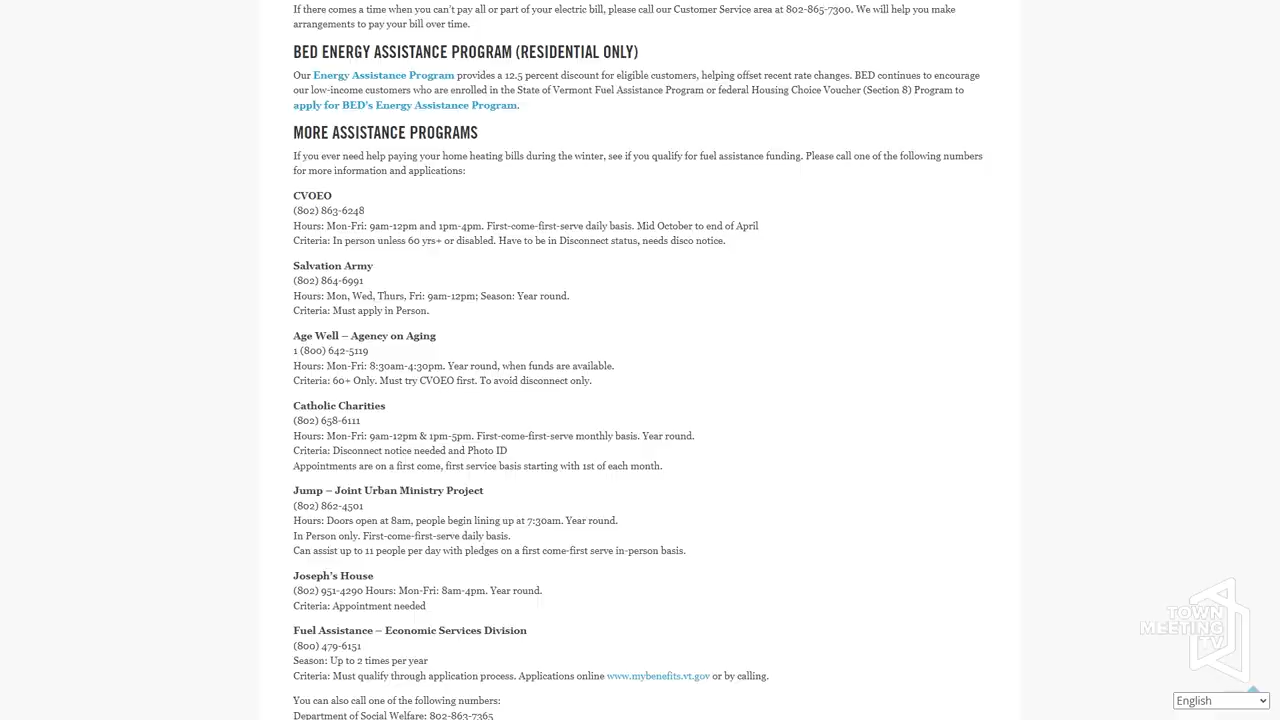 If there comes a time when you can't pay all or part of your electric bill, please call our Customer Service area at 802-865-7300. We will help you make
arrangements to pay your bill over time.
BED ENERGY ASSISTANCE PROGRAM (RESIDENTIAL ONLY)
Our Energy Assistance Program provides a 12.5 percent discount for eligible customers, helping offset recent rate changes. BED continues to encourage
our low-income customers who are enrolled in the State of Vermont Fuel Assistance Program or federal Housing Choice Voucher (Section 8) Program to
apply for BED's Energy Assistance Program.
MORE ASSISTANCE PROGRAMS
If you ever need help paying your home heating bills during the winter, see if you qualify for fuel assistance funding. Please call one of the following numbers
for more information and applications:
CVOEO
(802) 863-6248
Hours: Mon-Fri: 9am-12pm and 1pm-4pm. First-come-first-serve daily basis. Mid October to end of April
Criteria: In person unless 60 yrs+ or disabled. Have to be in Disconnect status, needs disco notice.
Salvation Army
(802) 864-6991
Hours: Mon, Wed, Thurs, Fri: 9am-12pm; Season: Year round.
Criteria: Must apply in Person.
Age Well – Agency on Aging
1 (800) 642-5119
Hours: Mon-Fri: 8:30am-4:30pm. Year round, when funds are available.
Criteria: 60+ Only. Must try CVOEO first. To avoid disconnect only.
Catholic Charities
(802) 658-6111
Hours: Mon-Fri: 9am-12pm & 1pm-5pm. First-come-first-serve monthly basis. Year round.
Criteria: Disconnect notice needed and Photo ID
Appointments are on a first come, first service basis starting with 1st of each month.
Jump – Joint Urban Ministry Project
(802) 862-4501
Hours: Doors open at 8am, people begin lining up at 7:30am. Year round.
In Person only. First-come-first-serve daily basis.
Can assist up to 11 people per day with pledges on a first come-first serve in-person basis.
Joseph's House
(802) 951-4290 Hours: Mon-Fri: 8am-4pm. Year round.
Criteria: Appointment needed
Fuel Assistance – Economic Services Division
(800) 479-6151
Season: Up to 2 times per year
Criteria: Must qualify through application process. Applications online www.mybenefits.vt.gov or by calling.
You can also call one of the following numbers:
Department of Social Welfare: 802-863-7365
TOWN
MEETING
TV
English